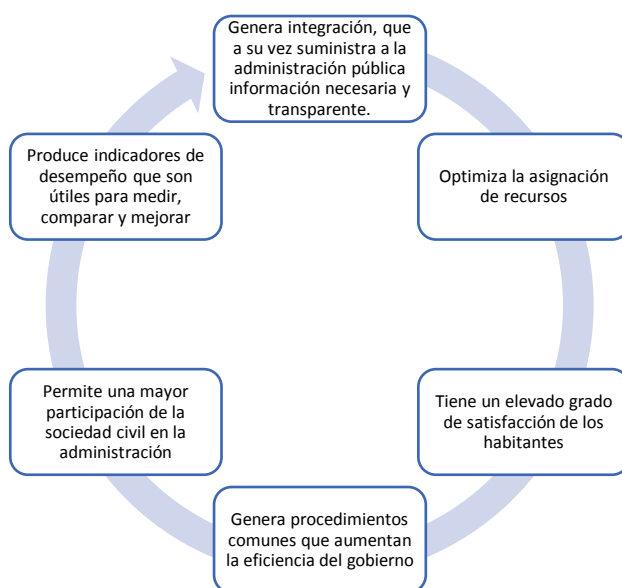 Genera integración, que
a su vez suministra a la
administración pública
información necesaria y
transparente.
Optimiza la asignación
de recursos
Tiene un elevado grado
de satisfacción de los
habitantes
Genera procedimientos
comunes que aumentan
la eficiencia del gobierno
Permite una mayor
participación de la
sociedad civil en la
administración
Produce indicadores de
desempeño que son
útiles para medir,
comparar y mejorar